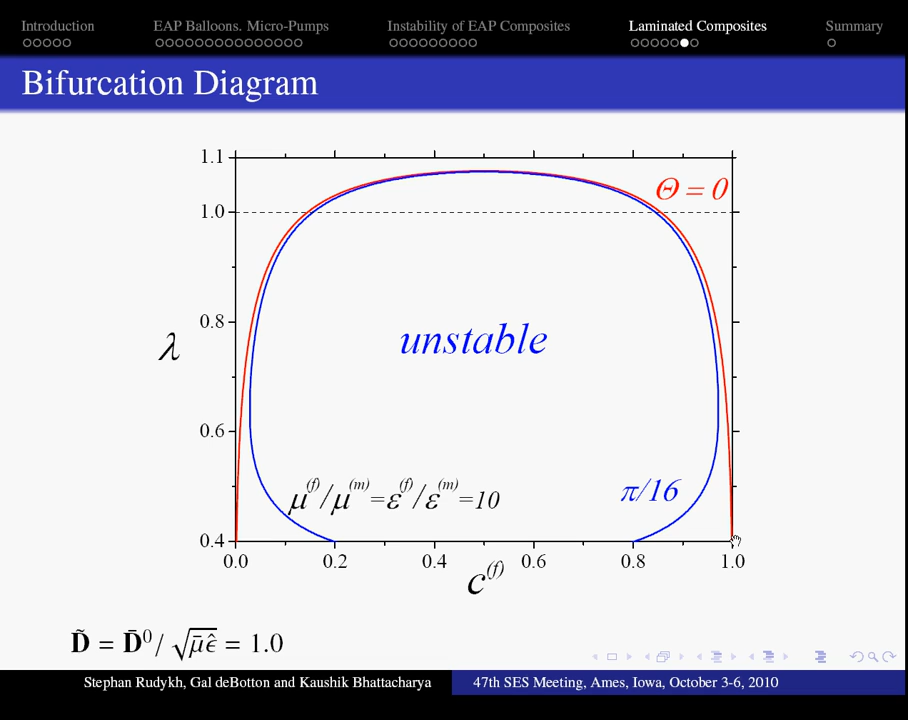 Introduction EAP Balloons. Micro-Pumps Instability of EAP Composites Laminated Composites Summary
Bifurcation Diagram
1.1
Θ = 0
1.0
unstable
0.8
λ
0.6
π/16
μ^(f)/μ^(m)=ε^(f)/ε^(m)=10
0.4
0.0 0.2 0.4 0.6 0.8 1.0
c^(f)
D̃ = D̄⁰/√μ̄ε̂ = 1.0
Stephan Rudykh, Gal deBotton and Kaushik Bhattacharya 47th SES Meeting, Ames, Iowa, October 3-6, 2010